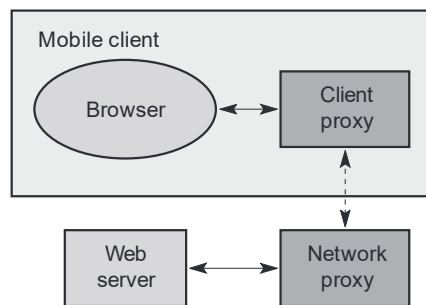 Mobile client
Browser
Client
proxy
Web
server
Network
proxy